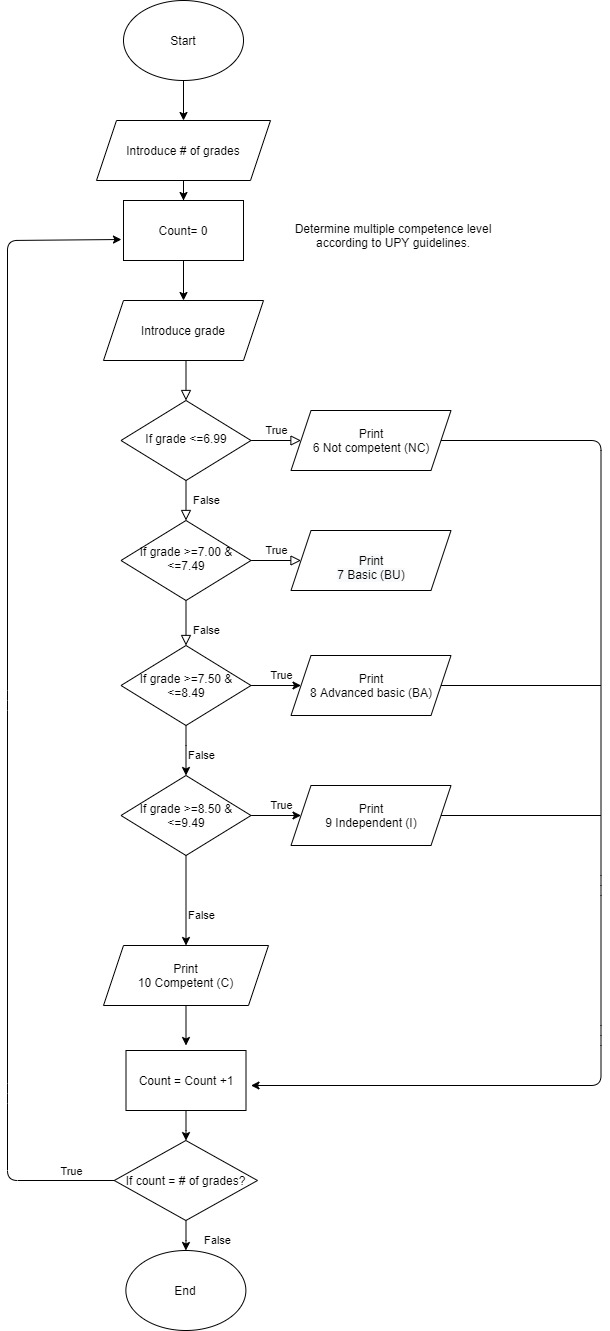 Start
Introduce # of grades
Count= 0
Determine multiple competence level
according to UPY guidelines.
Introduce grade
If grade <=6.99
True
Print
6 Not competent (NC)
False
If grade >=7.00 &
<=7.49
True
Print
7 Basic (BU)
False
If grade >=7.50 &
<=8.49
True
Print
8 Advanced basic (BA)
False
If grade >=8.50 &
<=9.49
True
Print
9 Independent (I)
False
Print
10 Competent (C)
Count = Count +1
If count = # of grades?
True
False
End